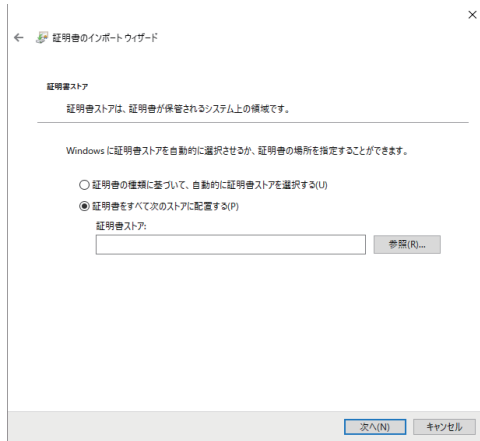 証明書のインポート ウィザード
証明書ストア
証明書ストアは、証明書が保管されるシステム上の領域です。
Windows に証明書ストアを自動的に選択させるか、証明書の場所を指定することができます。
証明書の種類に基づいて、自動的に証明書ストアを選択する(U)
証明書をすべて次のストアに配置する(P)
証明書ストア:
参照(R)...
次へ(N) キャンセル